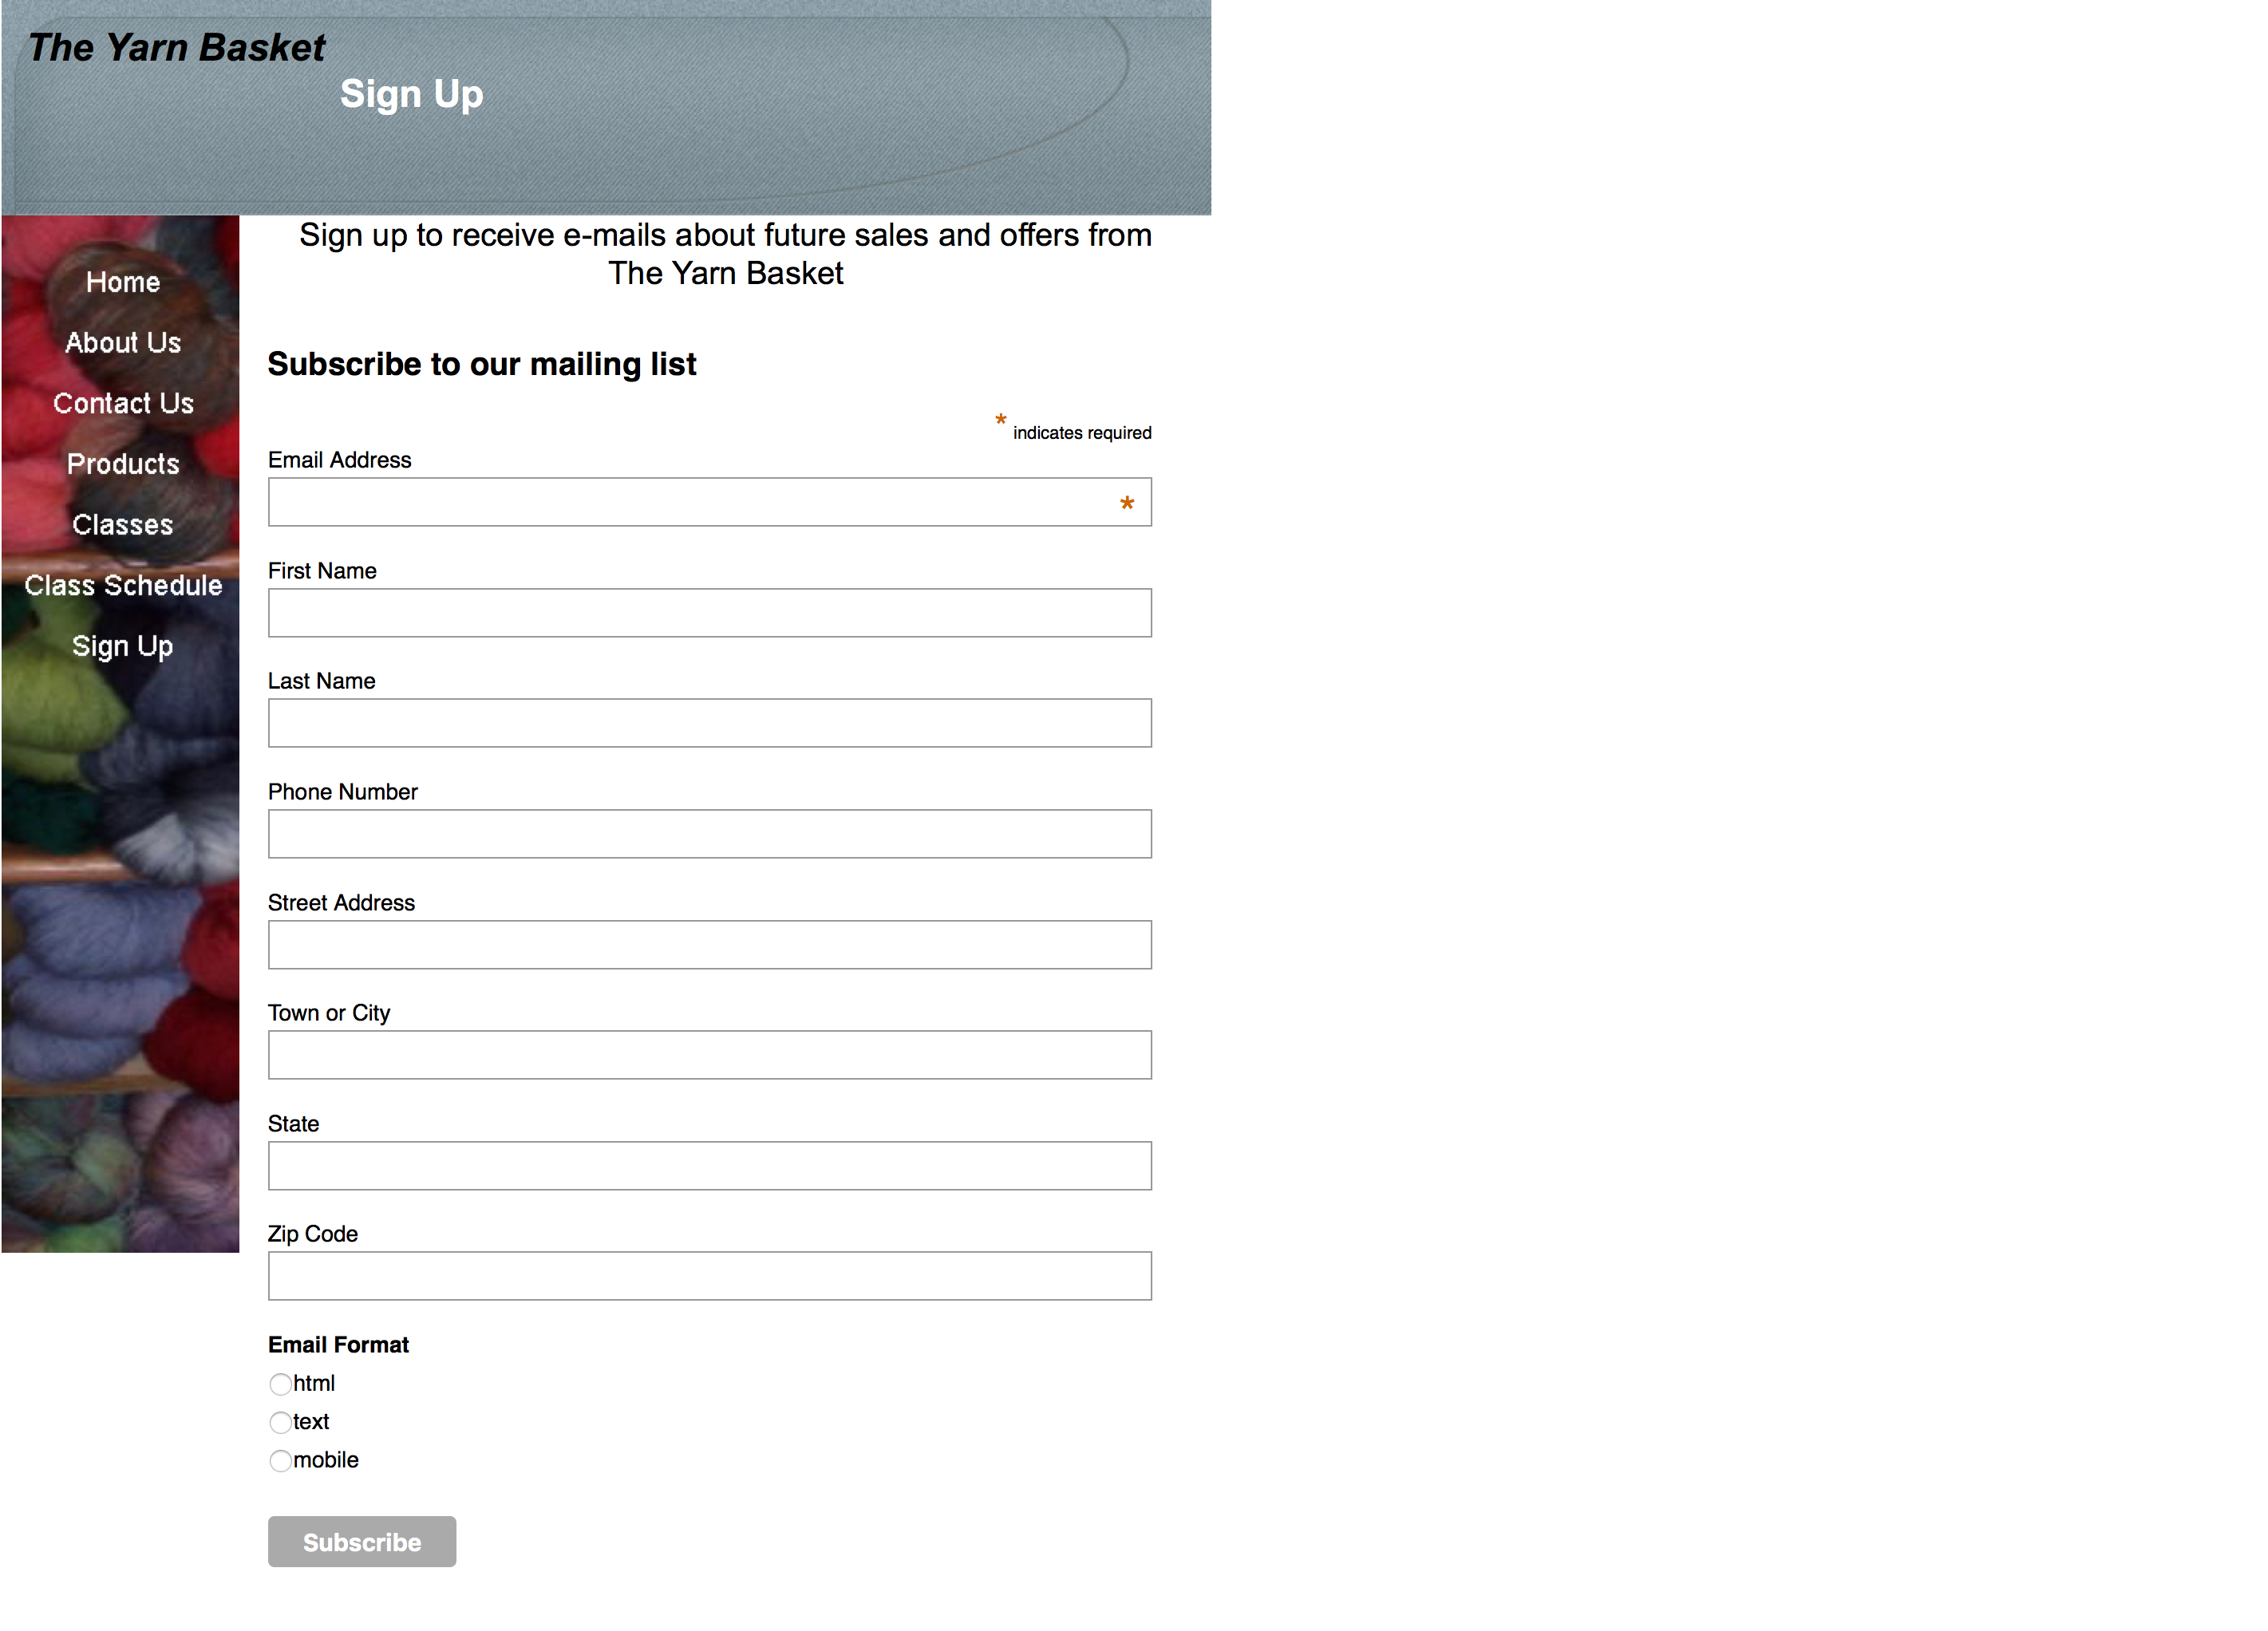 The Yarn Basket
Sign Up
Home
About Us
Contact Us
Products
Classes
Class Schedule
Sign Up
Sign up to receive e-mails about future sales and offers from
The Yarn Basket
Subscribe to our mailing list
* indicates required
Email Address
*
First Name
Last Name
Phone Number
Street Address
Town or City
State
Zip Code
Email Format
html
text
mobile
Subscribe